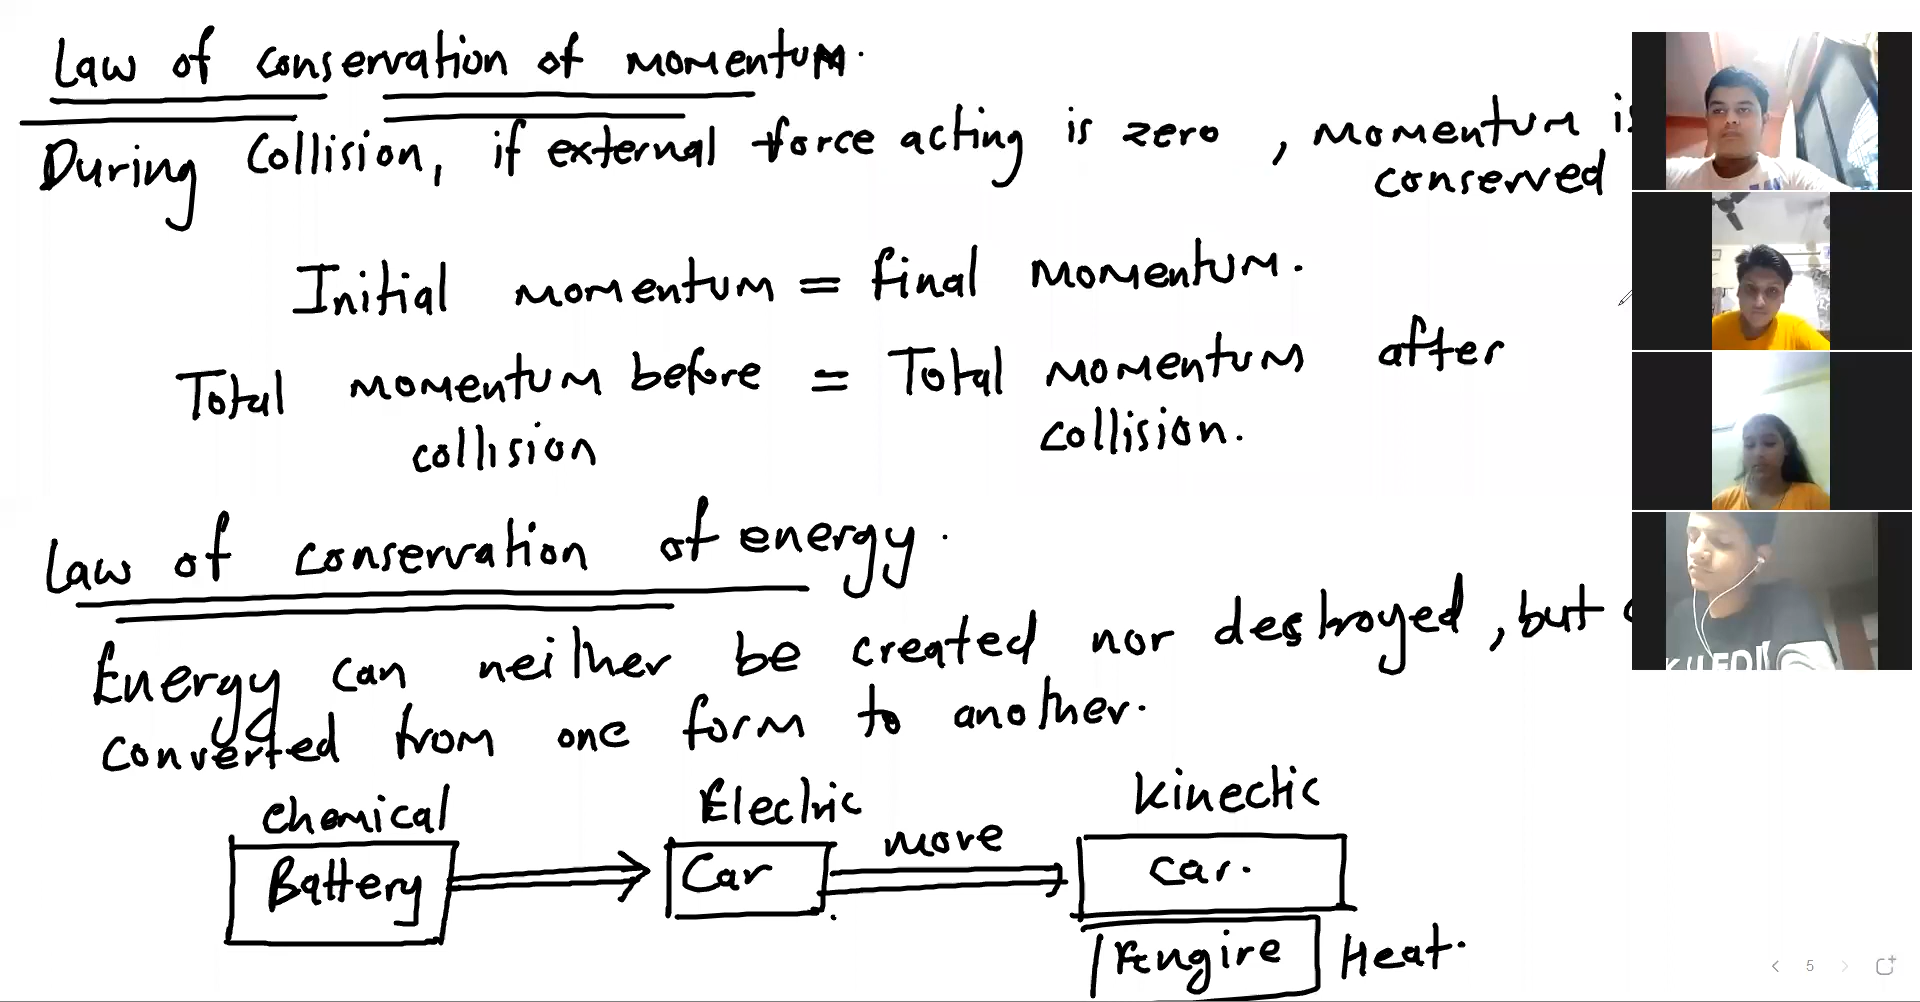 Law of conservation of momentum.
During Collision, if external force acting is zero, momentum is
conserved
Initial momentum = final momentum.
Total momentum before = Total momentum after
collision collision.
Law of conservation of energy.
Energy can neither be created nor destroyed, but
converted from one form to another.
Chemical Electric Kinectic
Battery Car move Car.
Engine Heat.
5